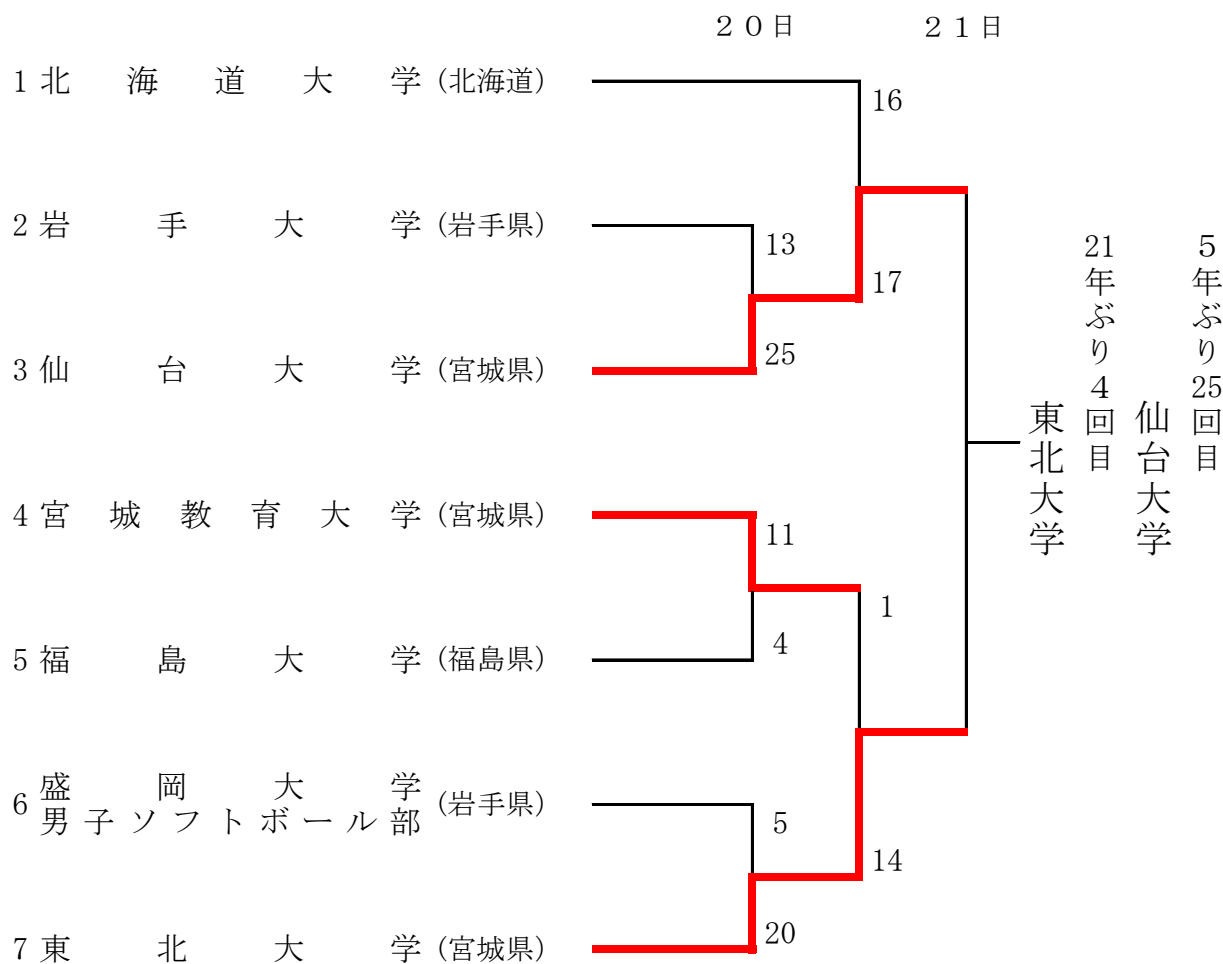 ２０日　２１日
1 北海道大学 (北海道)
16
2 岩手大学 (岩手県)
13
17
3 仙台大学 (宮城県)
25
4 宮城教育大学 (宮城県)
11
1
5 福島大学 (福島県)
4
6 盛岡大学
男子ソフトボール部
(岩手県)
5
14
7 東北大学 (宮城県)
20
５年ぶり25回目
仙台大学
21年ぶり４回目
東北大学